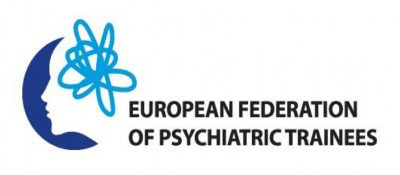 EUROPEAN FEDERATION
OF PSYCHIATRIC TRAINEES